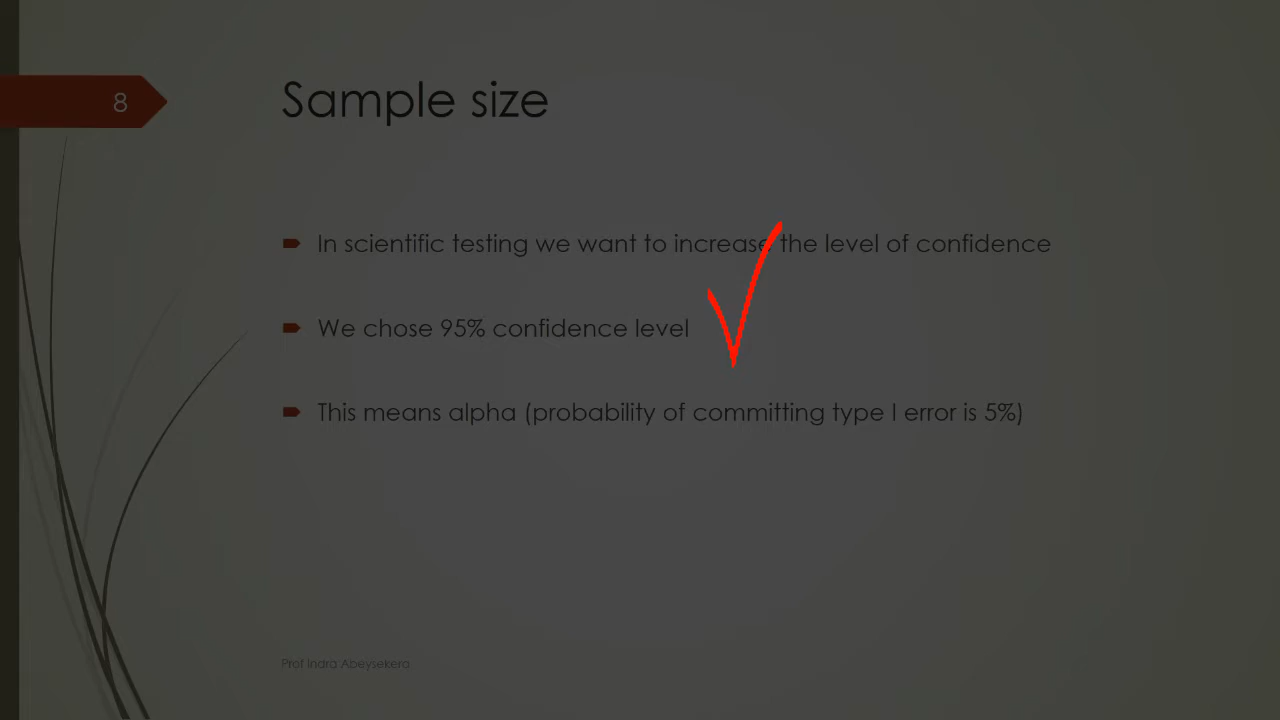 8
Sample size
In scientific testing we want to increase the level of confidence
We chose 95% confidence level
This means alpha (probability of committing type I error is 5%)
Prof Indra Abeysekera